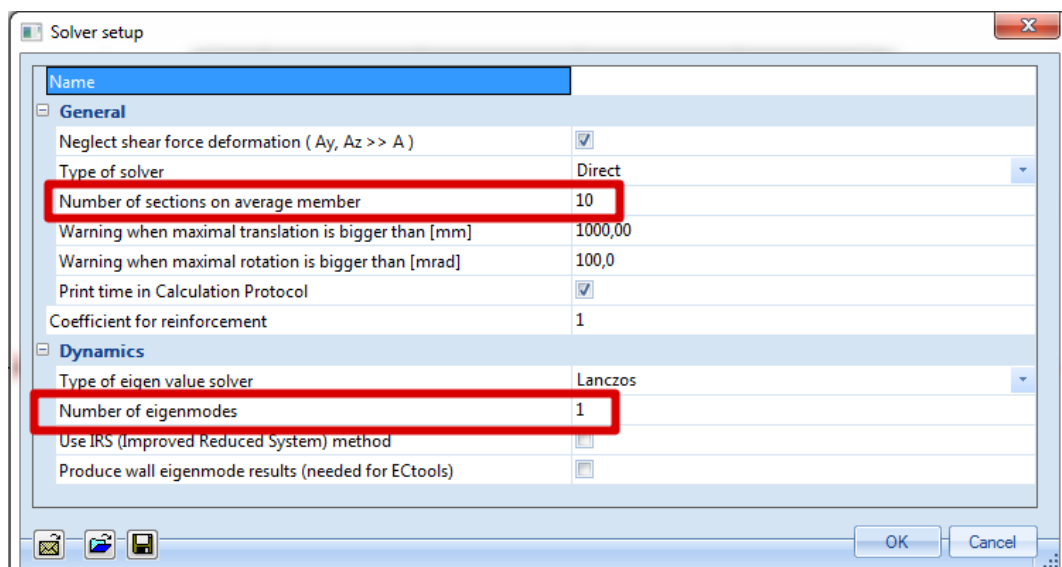 Solver setup
Name
General
Neglect shear force deformation ( Ay, Az >> A )
Type of solver Direct
Number of sections on average member 10
Warning when maximal translation is bigger than [mm] 1000,00
Warning when maximal rotation is bigger than [mrad] 100,0
Print time in Calculation Protocol
Coefficient for reinforcement 1
Dynamics
Type of eigen value solver Lanczos
Number of eigenmodes 1
Use IRS (Improved Reduced System) method
Produce wall eigenmode results (needed for ECtools)
OK Cancel